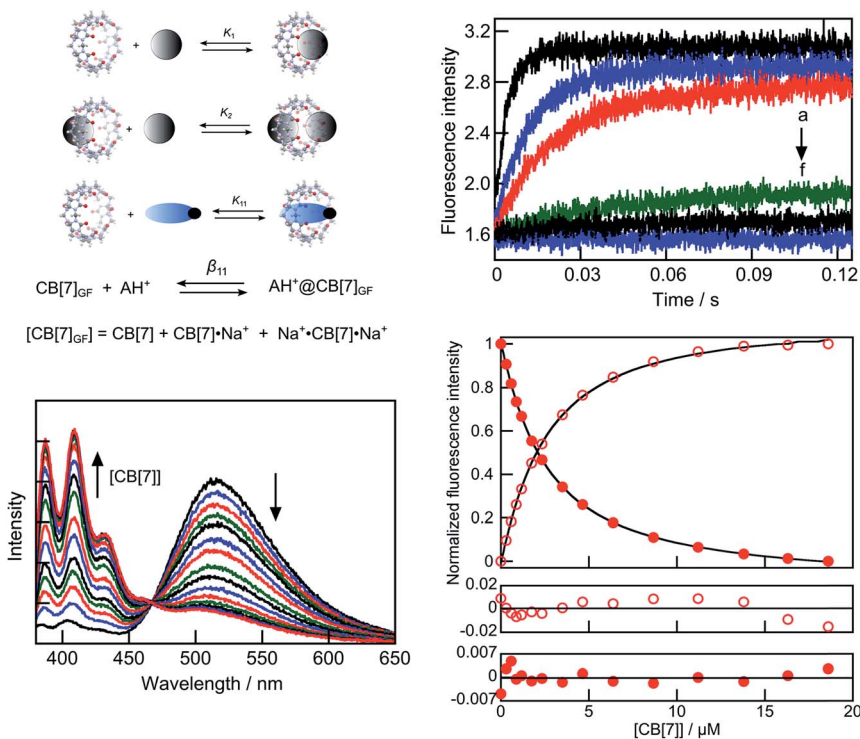 +
K₁
+
K₂
+
K₁₁
β₁₁
CB[7]GF + AH⁺
AH⁺@CB[7]GF
[CB[7]GF] = CB[7] + CB[7]•Na⁺ + Na⁺•CB[7]•Na⁺
Fluorescence intensity
3.2
2.8
2.4
2.0
1.6
a
f
0 0.03 0.06 0.09 0.12
Time / s
Intensity
[CB[7]]
400 450 500 550 600 650
Wavelength / nm
Normalized fluorescence intensity
1
0.8
0.6
0.4
0.2
0
0.02
0
-0.02
0.007
0
-0.007
0 5 10 15 20
[CB[7]] / µM